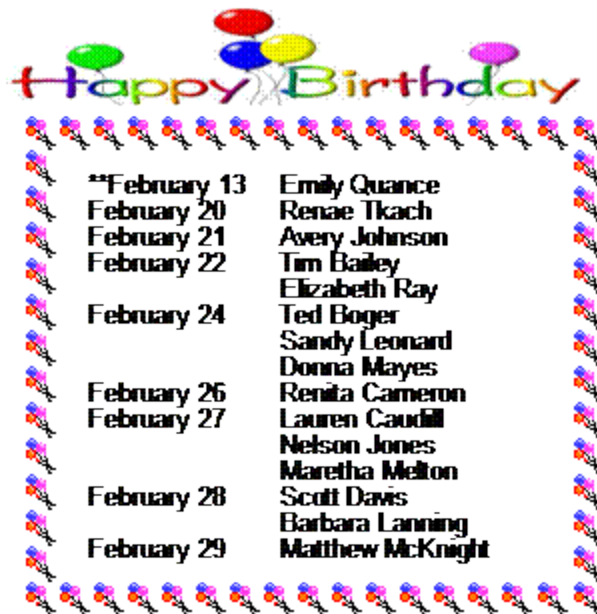 Happy Birthday
**February 13 Emily Quance
February 20 Renae Tkach
February 21 Avery Johnson
February 22 Tim Bailey
Elizabeth Ray
February 24 Ted Boger
Sandy Leonard
Donna Mayes
February 26 Renita Cameron
February 27 Lauren Caudill
Nelson Jones
Maretha Melton
February 28 Scott Davis
Barbara Lanning
February 29 Matthew McKnight